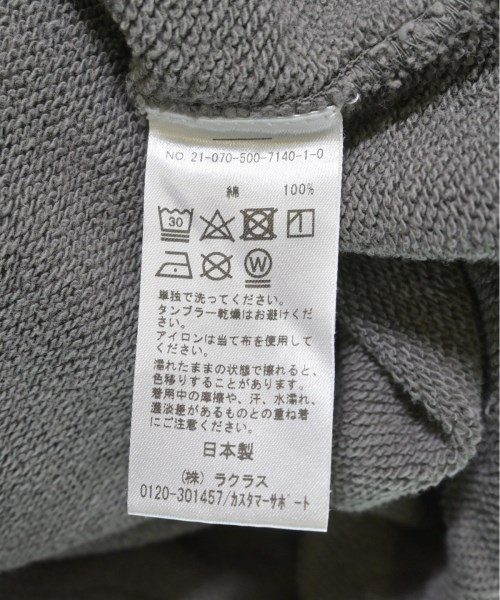 NO. 21-070-500-7140-1-0
綿 100%
30
W
単独で洗ってください。
タンブラー乾燥はお避けくだ
さい。
アイロンは当て布を使用して
ください。
濡れたままの状態で擦れると、
色移りすることがあります。
着用中の摩擦や、汗、水濡れ、
濃淡差があるものとの重ね着
にご注意ください。
日本製
(株) ラクラス
0120-301457/カスタマーサポート